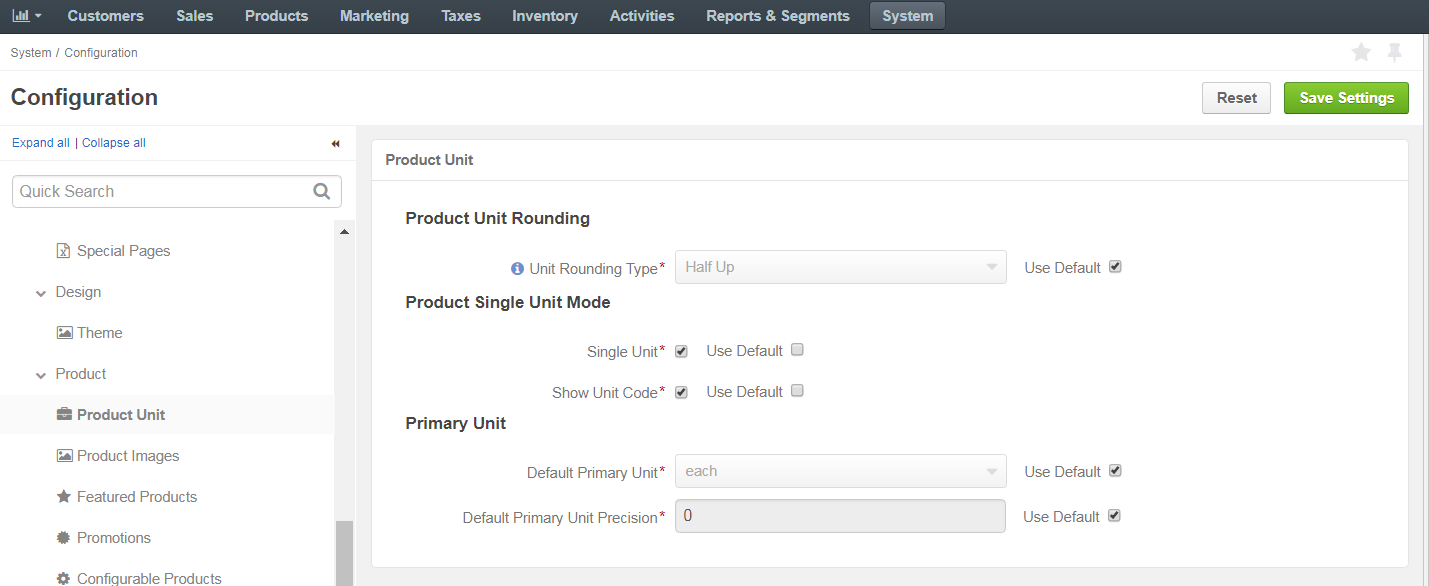 Customers Sales Products Marketing Taxes Inventory Activities Reports & Segments System
System / Configuration
Configuration
Reset
Save Settings
Expand all | Collapse all
Quick Search
Special Pages
Design
Theme
Product
Product Unit
Product Images
Featured Products
Promotions
Configurable Products
Product Unit
Product Unit Rounding
Unit Rounding Type* Half Up Use Default
Product Single Unit Mode
Single Unit* Use Default
Show Unit Code* Use Default
Primary Unit
Default Primary Unit* each Use Default
Default Primary Unit Precision* 0 Use Default